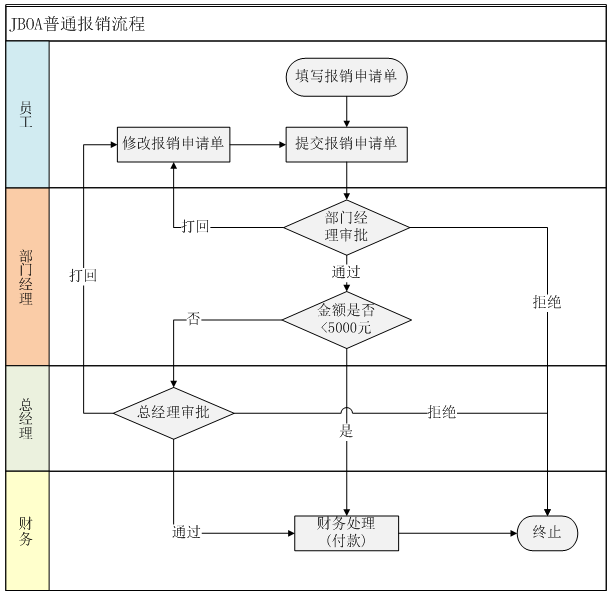 JBOA普通报销流程
员工
填写报销申请单
修改报销申请单
提交报销申请单
部门经理
部门经
理审批
打回
通过
打回
拒绝
金额是否
<5000元
否
总经理
总经理审批
拒绝
是
财务
通过
财务处理
(付款)
终止